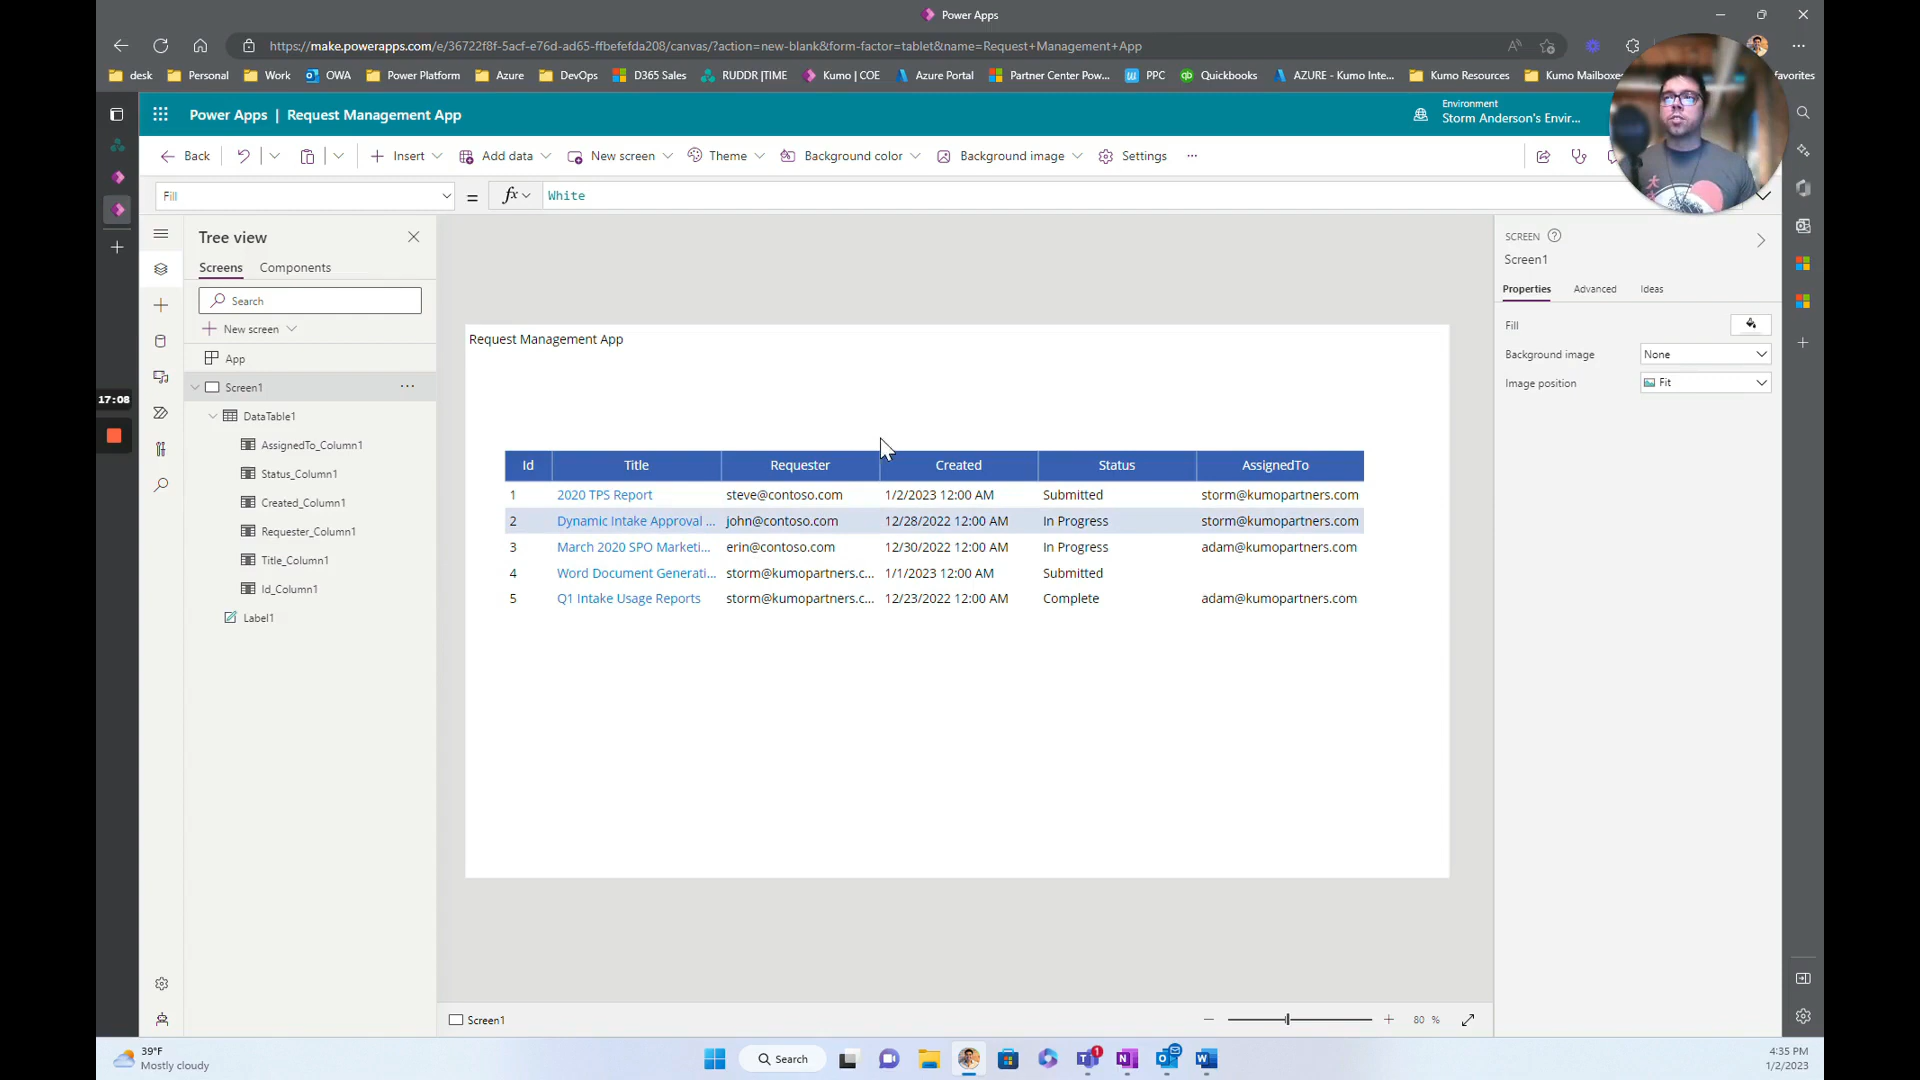 Power Apps
https://make.powerapps.com/e/36722f8f-5acf-e76d-ad65-ffbefefda208/canvas/?action=new-blank&form-factor=tablet&name=Request+Management+App
desk Personal Work OWA Power Platform Azure DevOps D365 Sales RUDDR |TIME Kumo | COE Azure Portal Partner Center Pow... PPC Quickbooks AZURE - Kumo Inte... Kumo Resources Kumo Mailboxe favorites
Power Apps | Request Management App
Environment
Storm Anderson's Envir...
Back Insert Add data New screen Theme Background color Background image Settings ...
Fill = fx White
Tree view
Screens Components
Search
New screen
App
Screen1 ...
DataTable1
AssignedTo_Column1
Status_Column1
Created_Column1
Requester_Column1
Title_Column1
Id_Column1
Label1
17:08
Request Management App
Id Title Requester Created Status AssignedTo
1 2020 TPS Report steve@contoso.com 1/2/2023 12:00 AM Submitted storm@kumopartners.com
2 Dynamic Intake Approval ... john@contoso.com 12/28/2022 12:00 AM In Progress storm@kumopartners.com
3 March 2020 SPO Marketi... erin@contoso.com 12/30/2022 12:00 AM In Progress adam@kumopartners.com
4 Word Document Generati... storm@kumopartners.c... 1/1/2023 12:00 AM Submitted
5 Q1 Intake Usage Reports storm@kumopartners.c... 12/23/2022 12:00 AM Complete adam@kumopartners.com
SCREEN
Screen1
Properties Advanced Ideas
Fill
Background image None
Image position Fit
Screen1
80 %
39°F
Mostly cloudy
Search
4:35 PM
1/2/2023